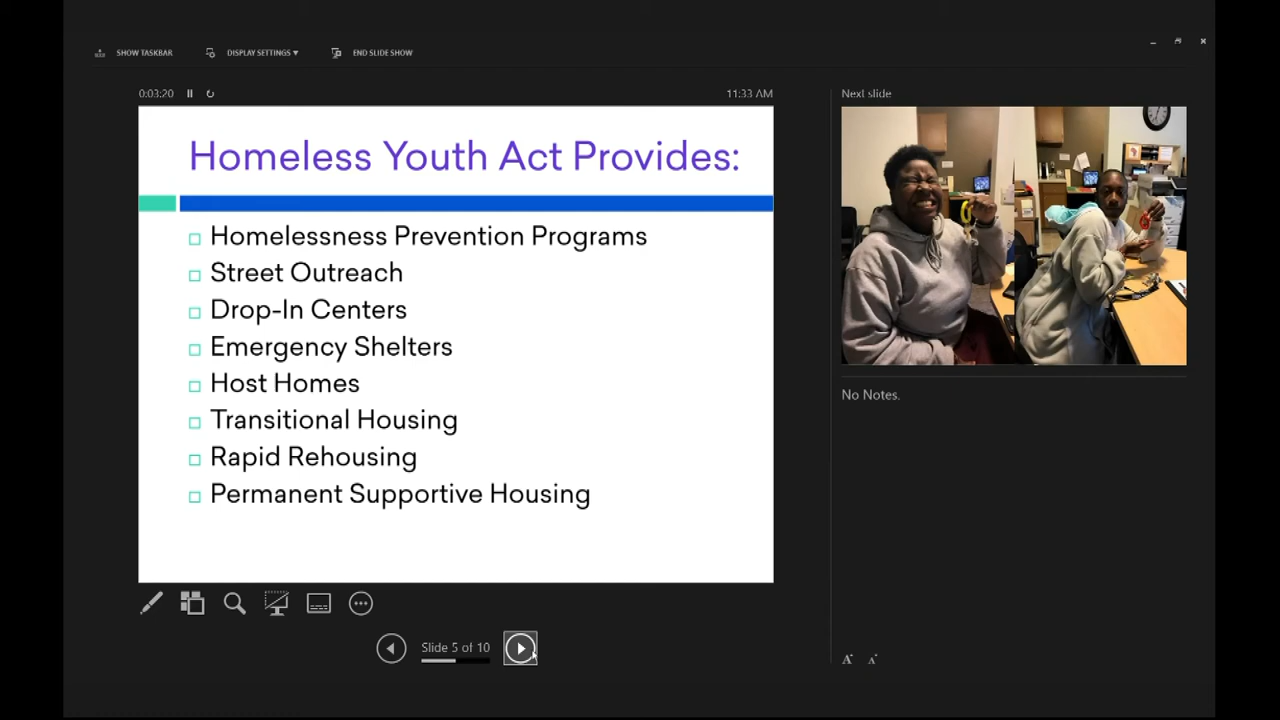 SHOW TASKBAR
DISPLAY SETTINGS ▼
END SLIDE SHOW
0:03:20
11:33 AM
Homeless Youth Act Provides:
Homelessness Prevention Programs
Street Outreach
Drop-In Centers
Emergency Shelters
Host Homes
Transitional Housing
Rapid Rehousing
Permanent Supportive Housing
Slide 5 of 10
Next slide
No Notes.
A A